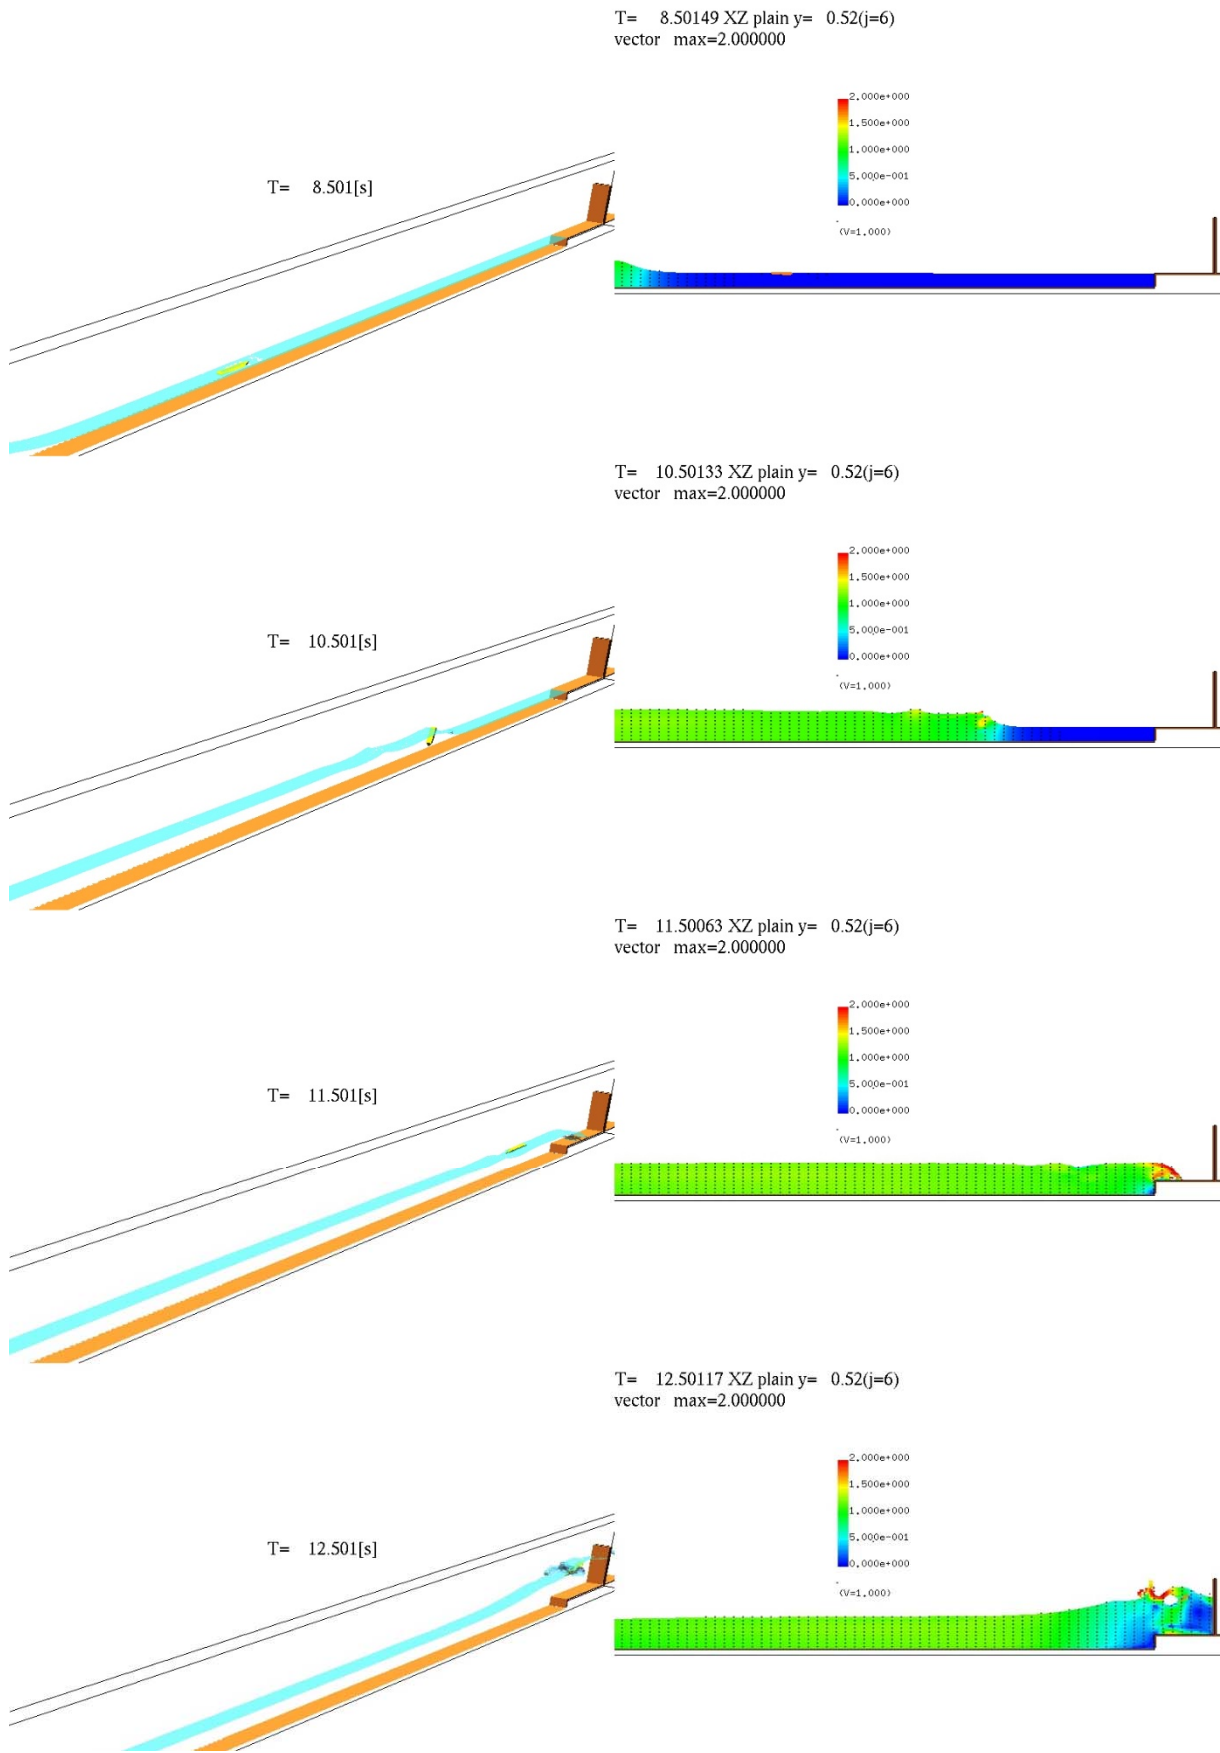 T= 8.50149 XZ plain y= 0.52(j=6)
vector max=2.000000
2.000e+000
1.500e+000
1.000e+000
5.000e-001
0.000e+000
(V=1.000)
T= 8.501[s]
T= 10.50133 XZ plain y= 0.52(j=6)
vector max=2.000000
2.000e+000
1.500e+000
1.000e+000
5.000e-001
0.000e+000
(V=1.000)
T= 10.501[s]
T= 11.50063 XZ plain y= 0.52(j=6)
vector max=2.000000
2.000e+000
1.500e+000
1.000e+000
5.000e-001
0.000e+000
(V=1.000)
T= 11.501[s]
T= 12.50117 XZ plain y= 0.52(j=6)
vector max=2.000000
2.000e+000
1.500e+000
1.000e+000
5.000e-001
0.000e+000
(V=1.000)
T= 12.501[s]